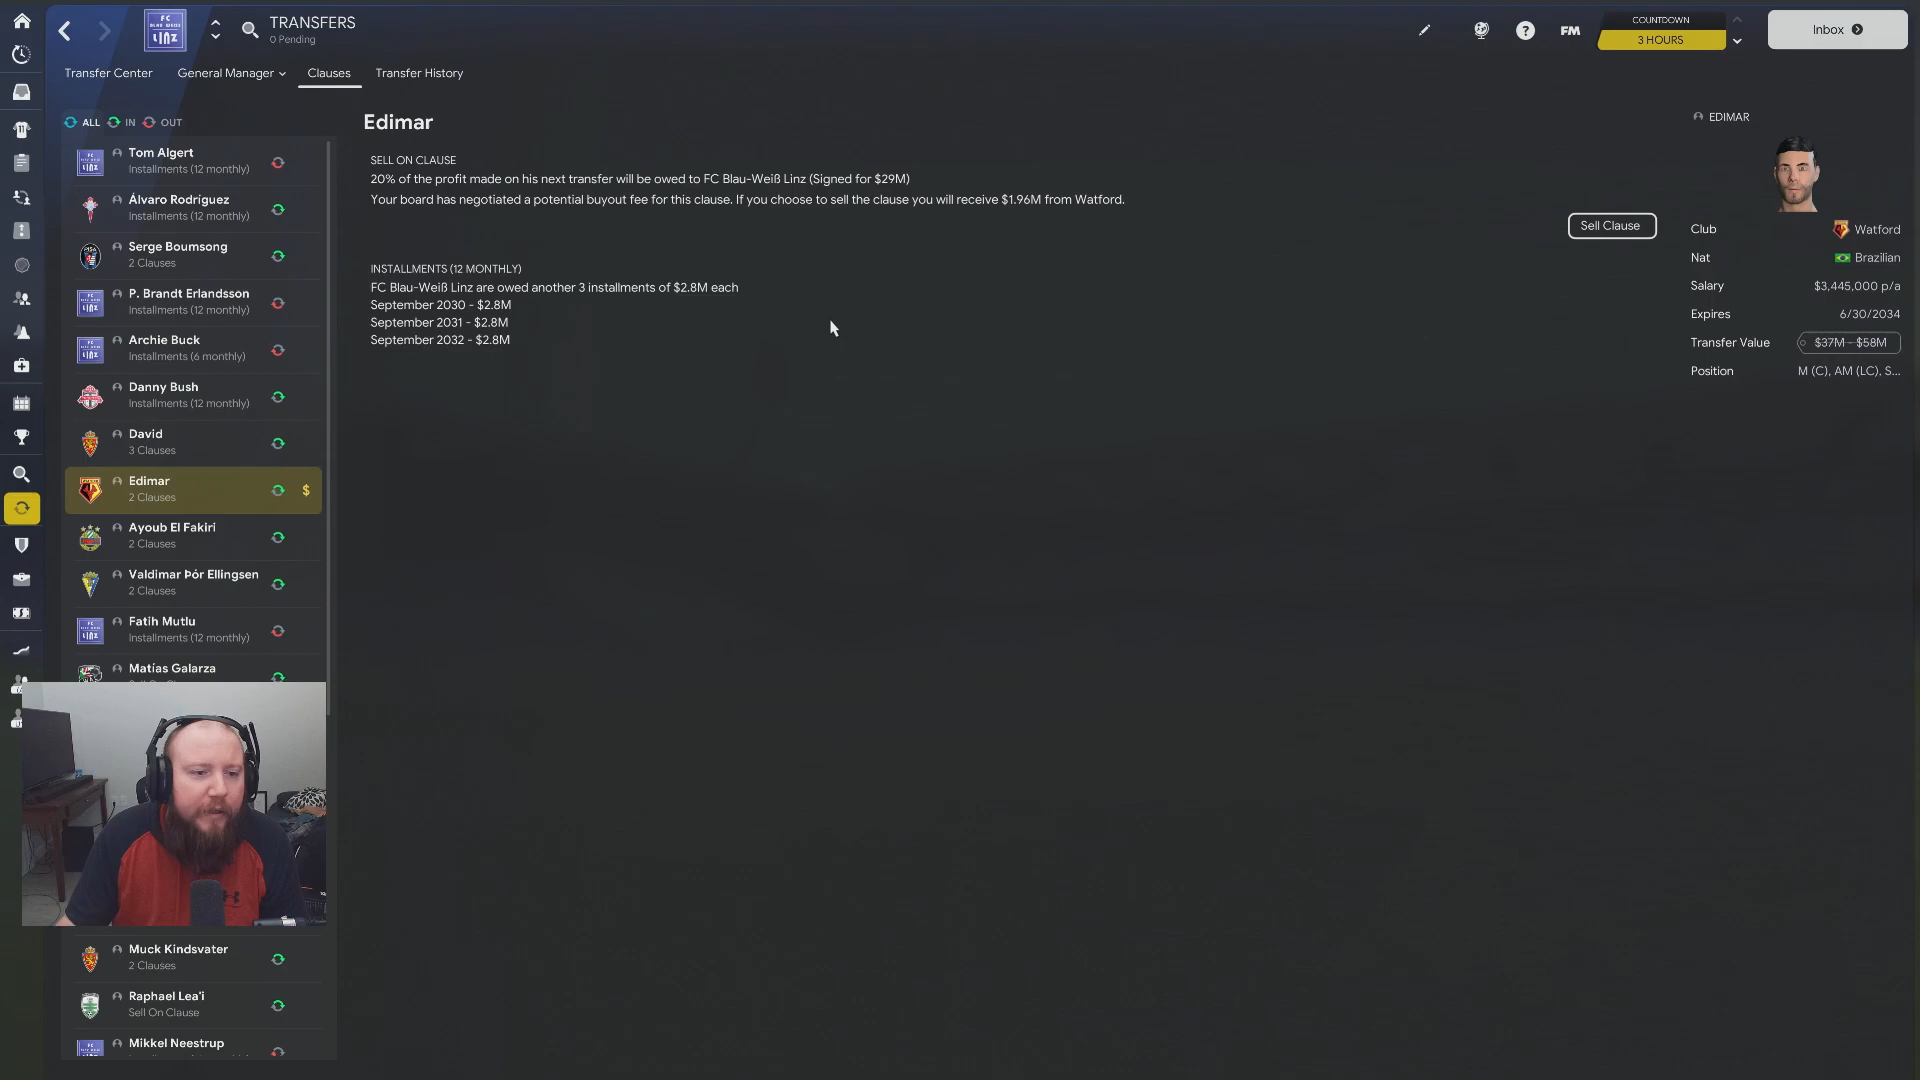 TRANSFERS
0 Pending
FM
COUNTDOWN
3 HOURS
Inbox
Transfer Center
General Manager
Clauses
Transfer History
ALL
IN
OUT
Tom Algert
Installments (12 monthly)
Álvaro Rodríguez
Installments (12 monthly)
Serge Boumsong
2 Clauses
P. Brandt Erlandsson
Installments (12 monthly)
Archie Buck
Installments (6 monthly)
Danny Bush
Installments (12 monthly)
David
3 Clauses
Edimar
2 Clauses
$
Ayoub El Fakiri
2 Clauses
Valdimar Þór Ellingsen
2 Clauses
Fatih Mutlu
Installments (12 monthly)
Matías Galarza
Muck Kindsvater
2 Clauses
Raphael Lea'i
Sell On Clause
Mikkel Neestrup
Edimar
SELL ON CLAUSE
20% of the profit made on his next transfer will be owed to FC Blau-Weiß Linz (Signed for $29M)
Your board has negotiated a potential buyout fee for this clause. If you choose to sell the clause you will receive $1.96M from Watford.
Sell Clause
INSTALLMENTS (12 MONTHLY)
FC Blau-Weiß Linz are owed another 3 installments of $2.8M each
September 2030 - $2.8M
September 2031 - $2.8M
September 2032 - $2.8M
EDIMAR
Club
Watford
Nat
Brazilian
Salary
$3,445,000 p/a
Expires
6/30/2034
Transfer Value
$37M - $58M
Position
M (C), AM (LC), S...